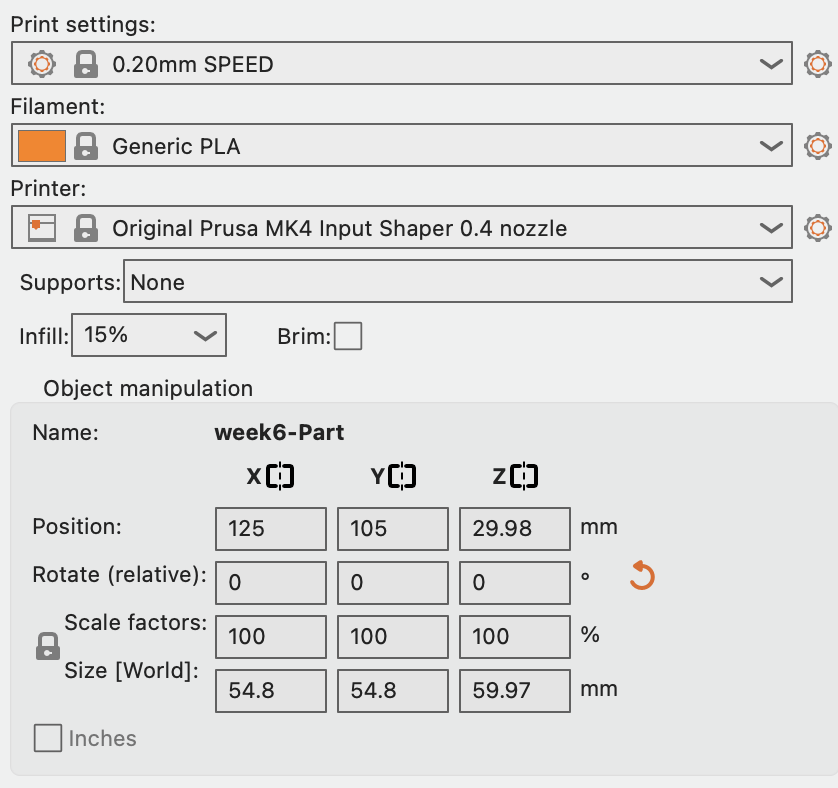 Print settings:
0.20mm SPEED
Filament:
Generic PLA
Printer:
Original Prusa MK4 Input Shaper 0.4 nozzle
Supports: None
Infill: 15% Brim:
Object manipulation
Name: week6-Part
X Y Z
Position: 125 105 29.98 mm
Rotate (relative): 0 0 0 °
Scale factors: 100 100 100 %
Size [World]: 54.8 54.8 59.97 mm
Inches